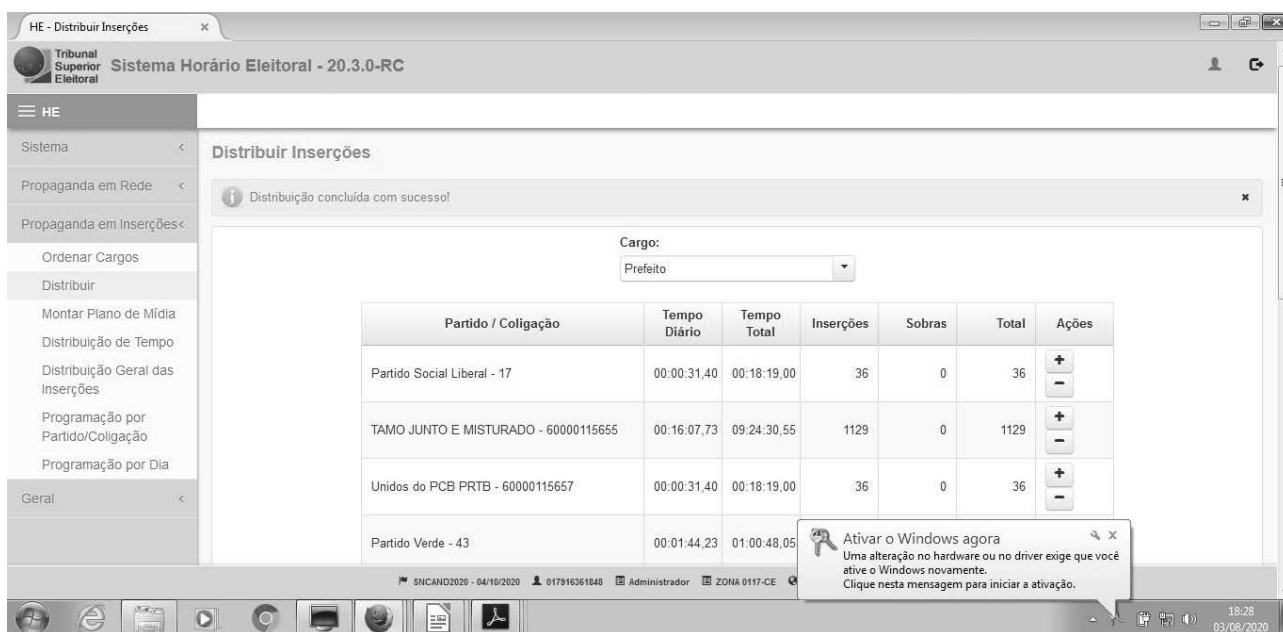 HE - Distribuir Inserções ×
Tribunal
Superior
Eleitoral
Sistema Horário Eleitoral - 20.3.0-RC
HE
Sistema <
Propaganda em Rede <
Propaganda em Inserções <
Ordenar Cargos
Distribuir
Montar Plano de Mídia
Distribuição de Tempo
Distribuição Geral das
Inserções
Programação por
Partido/Coligação
Programação por Dia
Geral <
Distribuir Inserções
Distribuição concluída com sucesso!
Cargo:
Prefeito
Partido / Coligação Tempo Diário Tempo Total Inserções Sobras Total Ações
Partido Social Liberal - 17 00:00:31,40 00:18:19,00 36 0 36 + −
TAMO JUNTO E MISTURADO - 60000115655 00:16:07,73 09:24:30,55 1129 0 1129 + −
Unidos do PCB PRTB - 60000115657 00:00:31,40 00:18:19,00 36 0 36 + −
Partido Verde - 43 00:01:44,23 01:00:48,05
Ativar o Windows agora
Uma alteração no hardware ou no driver exige que você
ative o Windows novamente.
Clique nesta mensagem para iniciar a ativação.
SNCAND2020 - 04/10/2020 017916361848 Administrador ZONA 0117-CE
18:28
03/08/2020